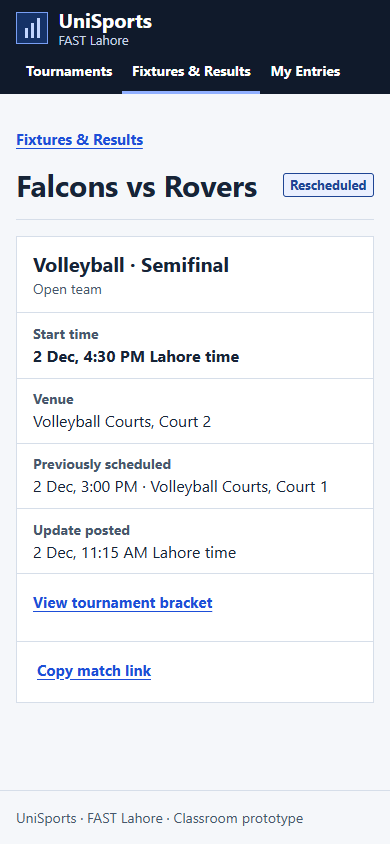 UniSports
FAST Lahore
Tournaments Fixtures & Results My Entries
Fixtures & Results
Falcons vs Rovers Rescheduled
Volleyball · Semifinal
Open team
Start time
2 Dec, 4:30 PM Lahore time
Venue
Volleyball Courts, Court 2
Previously scheduled
2 Dec, 3:00 PM · Volleyball Courts, Court 1
Update posted
2 Dec, 11:15 AM Lahore time
View tournament bracket
Copy match link
UniSports · FAST Lahore · Classroom prototype